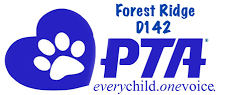 Forest Ridge
D142
PTA®
everychild.onevoice.